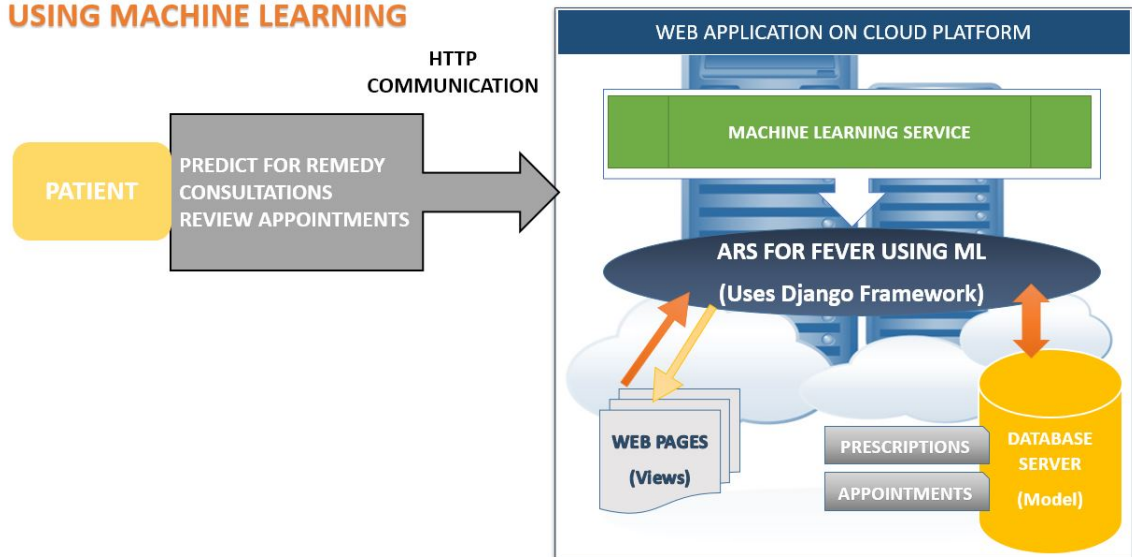 USING MACHINE LEARNING
HTTP
COMMUNICATION
PATIENT
PREDICT FOR REMEDY
CONSULTATIONS
REVIEW APPOINTMENTS
WEB APPLICATION ON CLOUD PLATFORM
MACHINE LEARNING SERVICE
ARS FOR FEVER USING ML
(Uses Django Framework)
WEB PAGES
(Views)
PRESCRIPTIONS
APPOINTMENTS
DATABASE
SERVER
(Model)